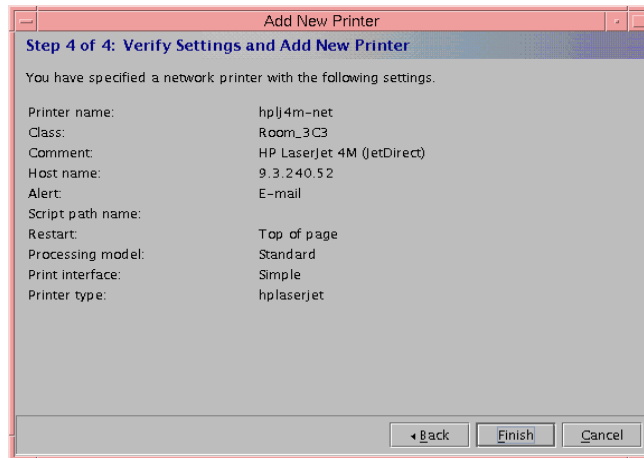 Add New Printer
Step 4 of 4: Verify Settings and Add New Printer
You have specified a network printer with the following settings.
Printer name: hplj4m-net
Class: Room_3C3
Comment: HP LaserJet 4M (JetDirect)
Host name: 9.3.240.52
Alert: E-mail
Script path name:
Restart: Top of page
Processing model: Standard
Print interface: Simple
Printer type: hplaserjet
Back Finish Cancel